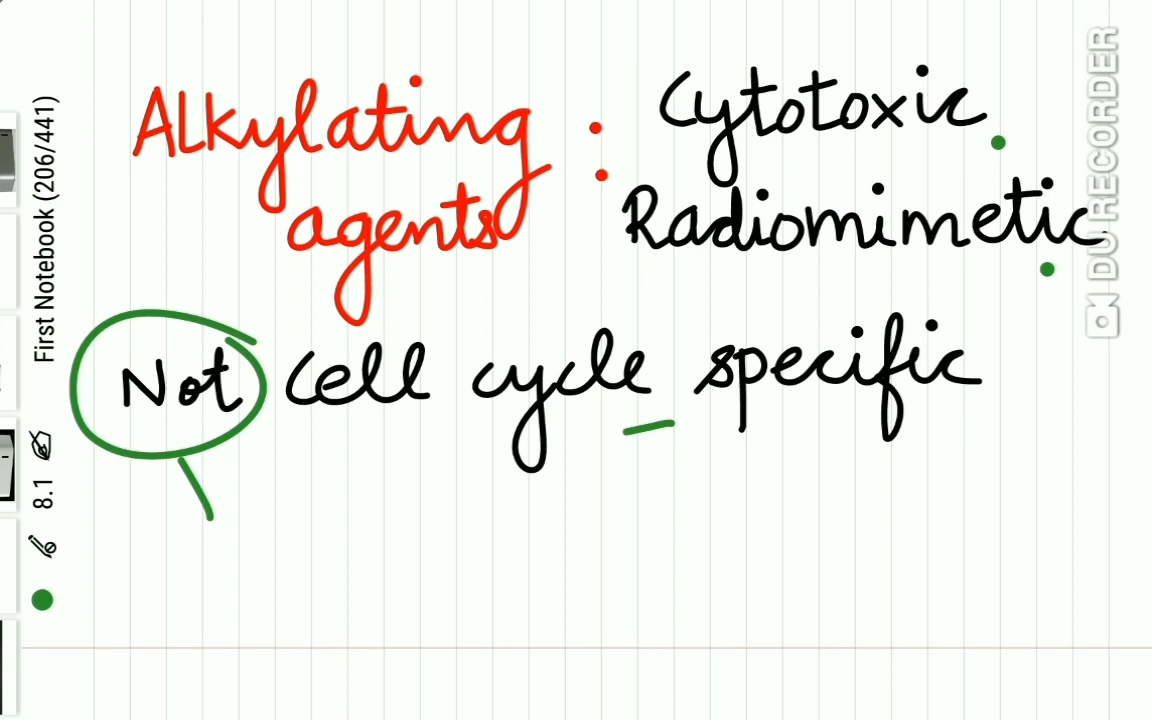 Alkylating : Cytotoxic
agents Radiomimetic
Not Cell cycle specific
First Notebook (206/441)
8.1
DU RECORDER